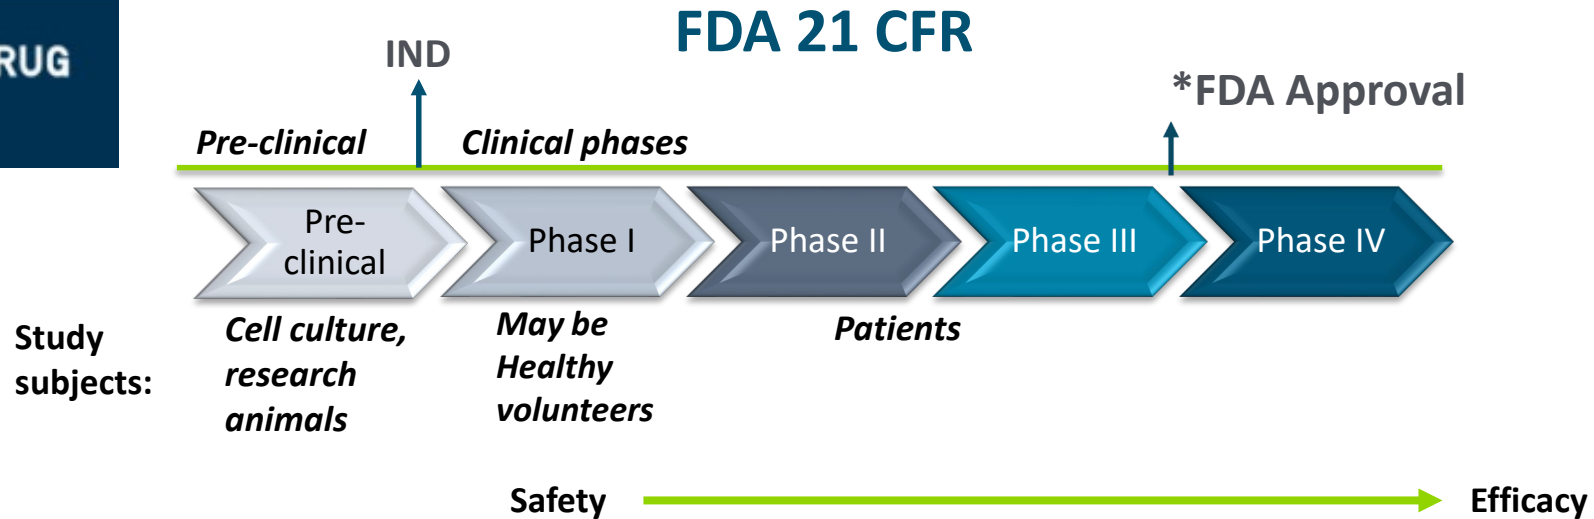 RUG
FDA 21 CFR
IND
*FDA Approval
Pre-clinical
Clinical phases
Pre-
clinical
Phase I
Phase II
Phase III
Phase IV
Study
subjects:
Cell culture,
research
animals
May be
Healthy
volunteers
Patients
Safety
Efficacy